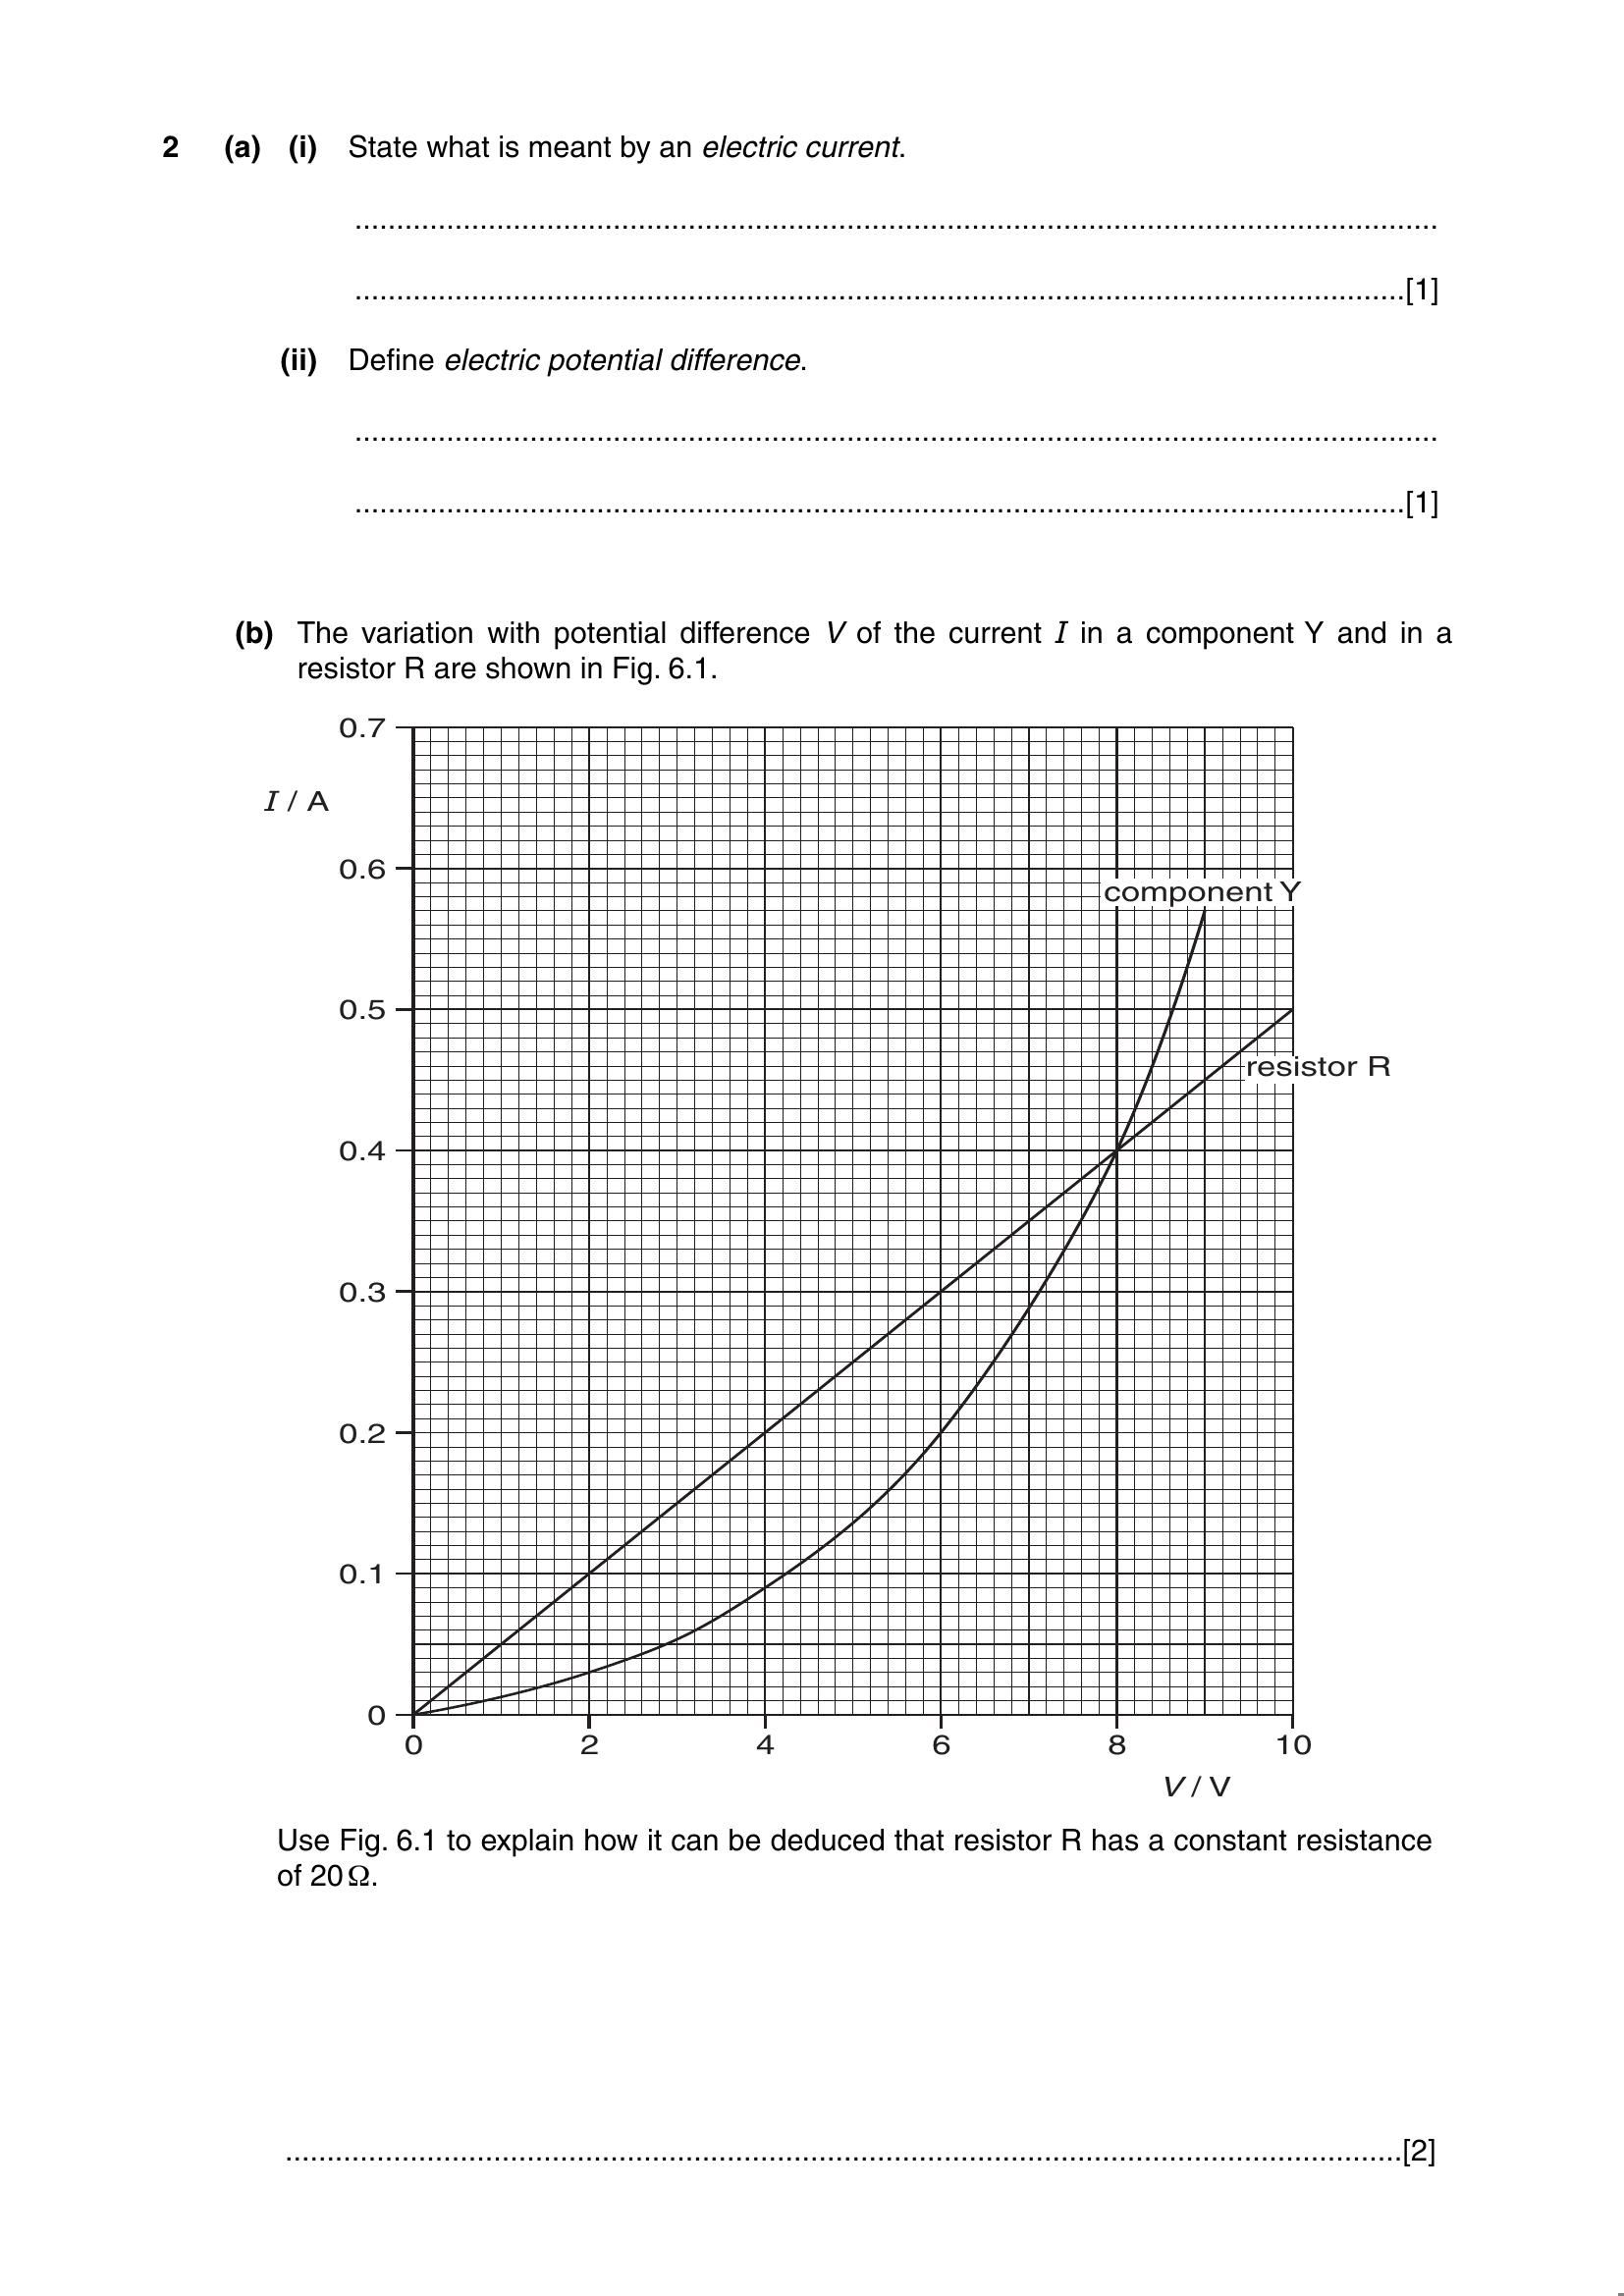 2 (a) (i) State what is meant by an electric current.
..........................................................................................................................................
......................................................................................................................................[1]
(ii) Define electric potential difference.
..........................................................................................................................................
......................................................................................................................................[1]
(b) The variation with potential difference V of the current I in a component Y and in a
resistor R are shown in Fig. 6.1.
0.7
I / A
0.6
component Y
0.5
resistor R
0.4
0.3
0.2
0.1
0
0 2 4 6 8 10
V / V
Use Fig. 6.1 to explain how it can be deduced that resistor R has a constant resistance
of 20 Ω.
..............................................................................................................................................[2]